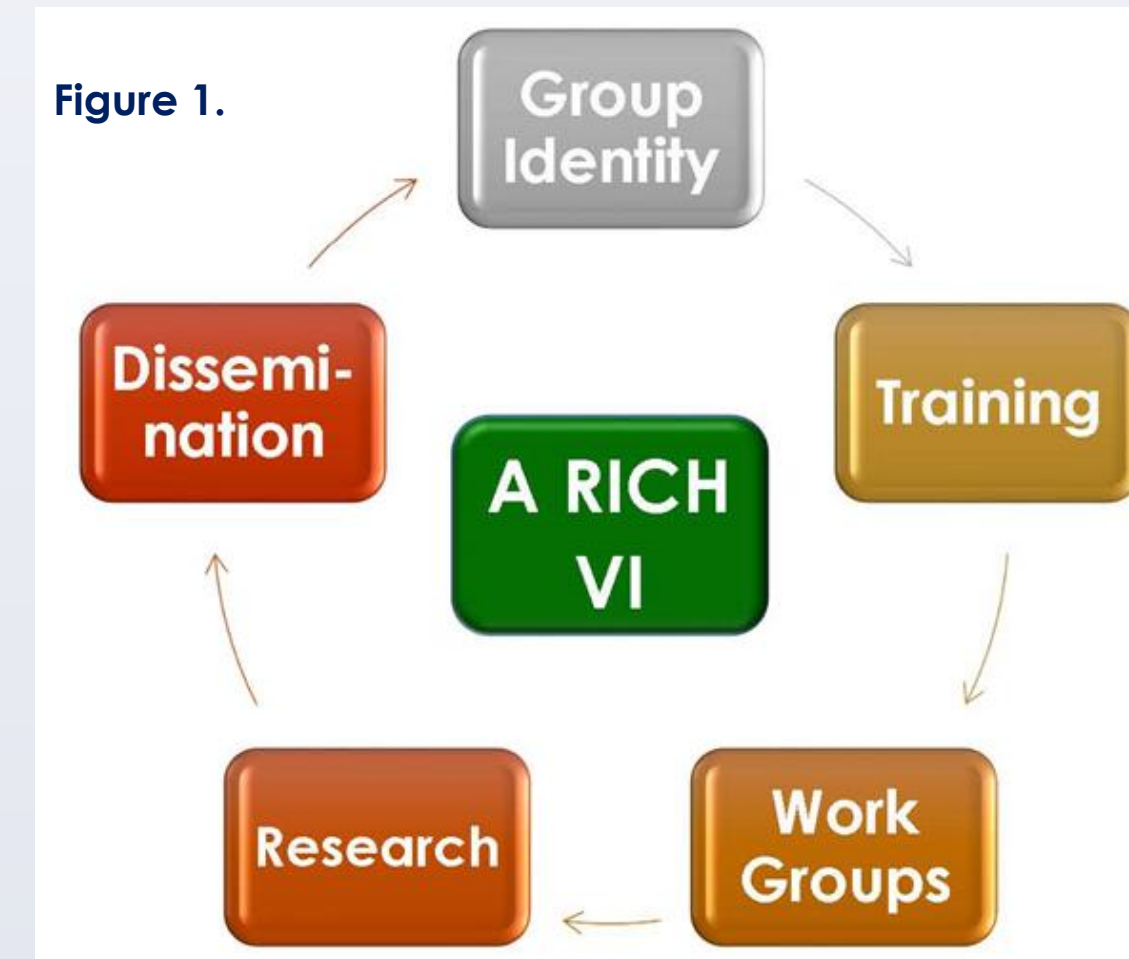 Figure 1.
Group
Identity
Training
Work
Groups
Research
Dissemi-
nation
A RICH
VI